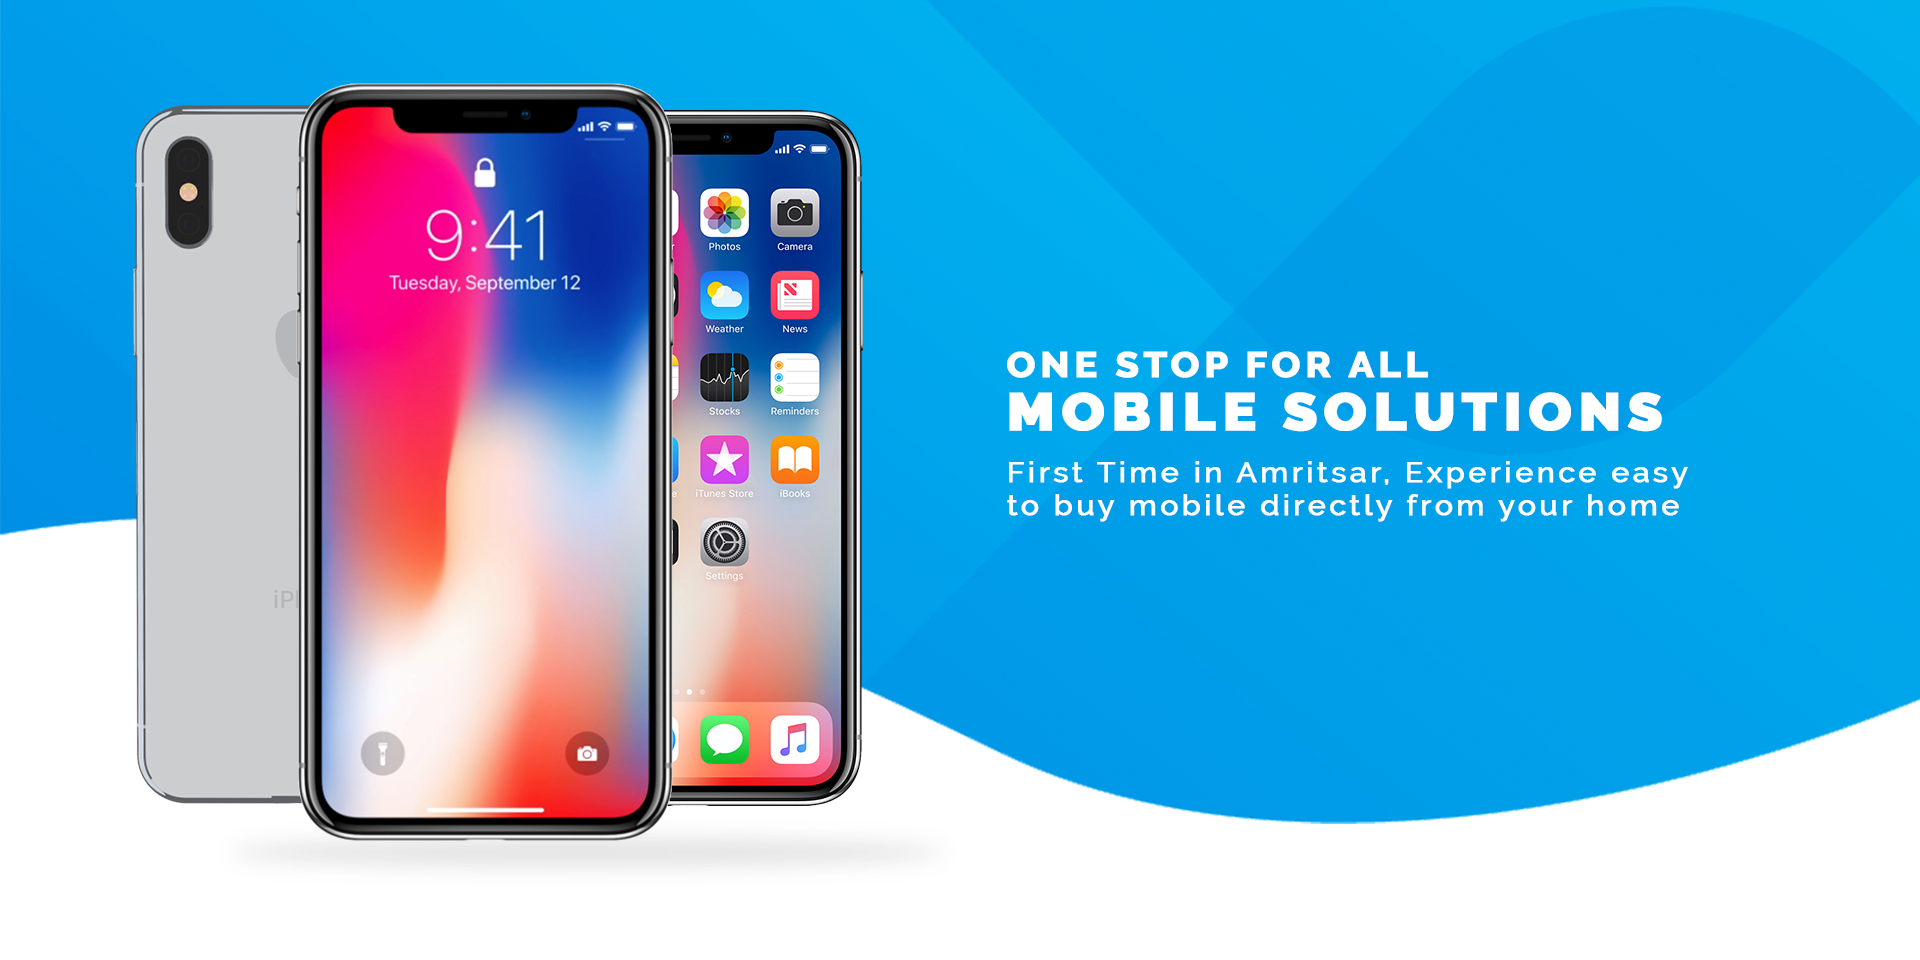 9:41
Tuesday, September 12
Photos
Camera
Weather
News
Stocks
Reminders
iTunes Store
iBooks
Settings
ONE STOP FOR ALL
MOBILE SOLUTIONS
First Time in Amritsar, Experience easy
to buy mobile directly from your home